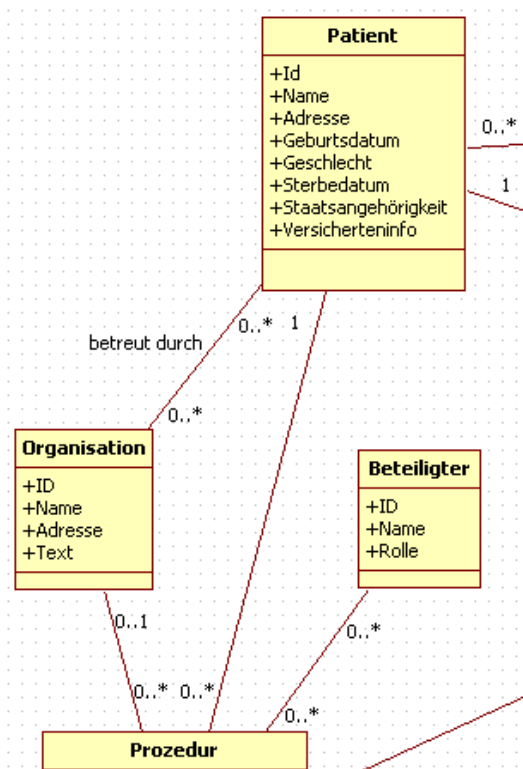 Patient
+Id
+Name
+Adresse
+Geburtsdatum
+Geschlecht
+Sterbedatum
+Staatsangehörigkeit
+Versicherteninfo
0..*
1
0..*
1
betreut durch
0..*
Organisation
+ID
+Name
+Adresse
+Text
Beteiligter
+ID
+Name
+Rolle
0..1
0..*
0..*
0..*
0..*
Prozedur